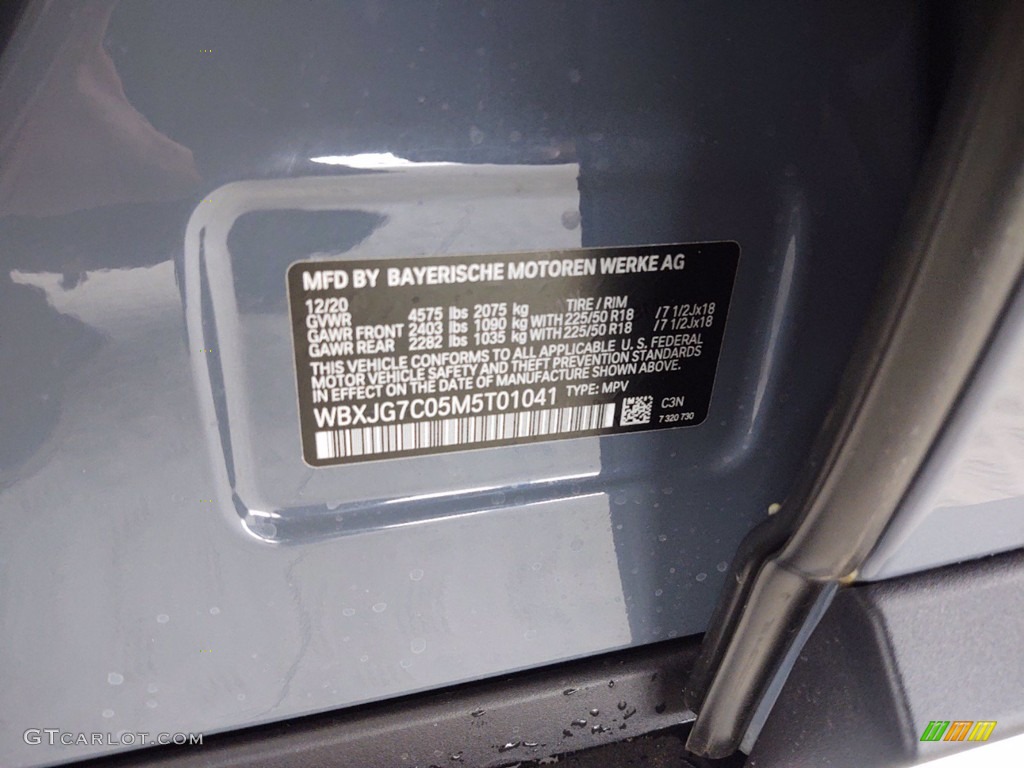 MFD BY BAYERISCHE MOTOREN WERKE AG
12/20 TIRE / RIM
GVWR 4575 lbs 2075 kg
GAWR FRONT 2403 lbs 1090 kg WITH 225/50 R18 /7 1/2Jx18
GAWR REAR 2282 lbs 1035 kg WITH 225/50 R18 /7 1/2Jx18
THIS VEHICLE CONFORMS TO ALL APPLICABLE U.S. FEDERAL
MOTOR VEHICLE SAFETY AND THEFT PREVENTION STANDARDS
IN EFFECT ON THE DATE OF MANUFACTURE SHOWN ABOVE.
WBXJG7C05M5T01041 TYPE: MPV
C3N
7 320 730
GTCARLOT.COM